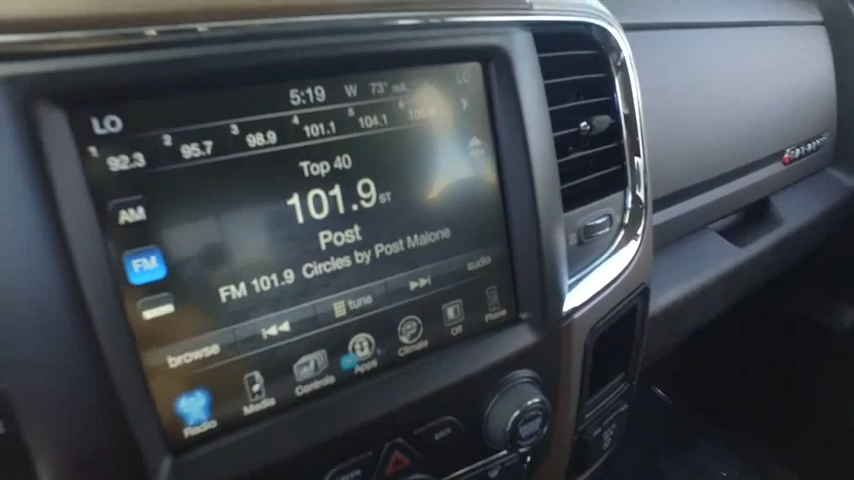 5:19 W 73° out
LO
LO
1 92.3 2 95.7 3 98.9 4 101.1 5 104.1 6
Top 40
AM
101.9 ST
Post
FM
FM 101.9 Circles by Post Malone
browse tune audio
Radio Media Controls Apps Climate Off Phone
BACK